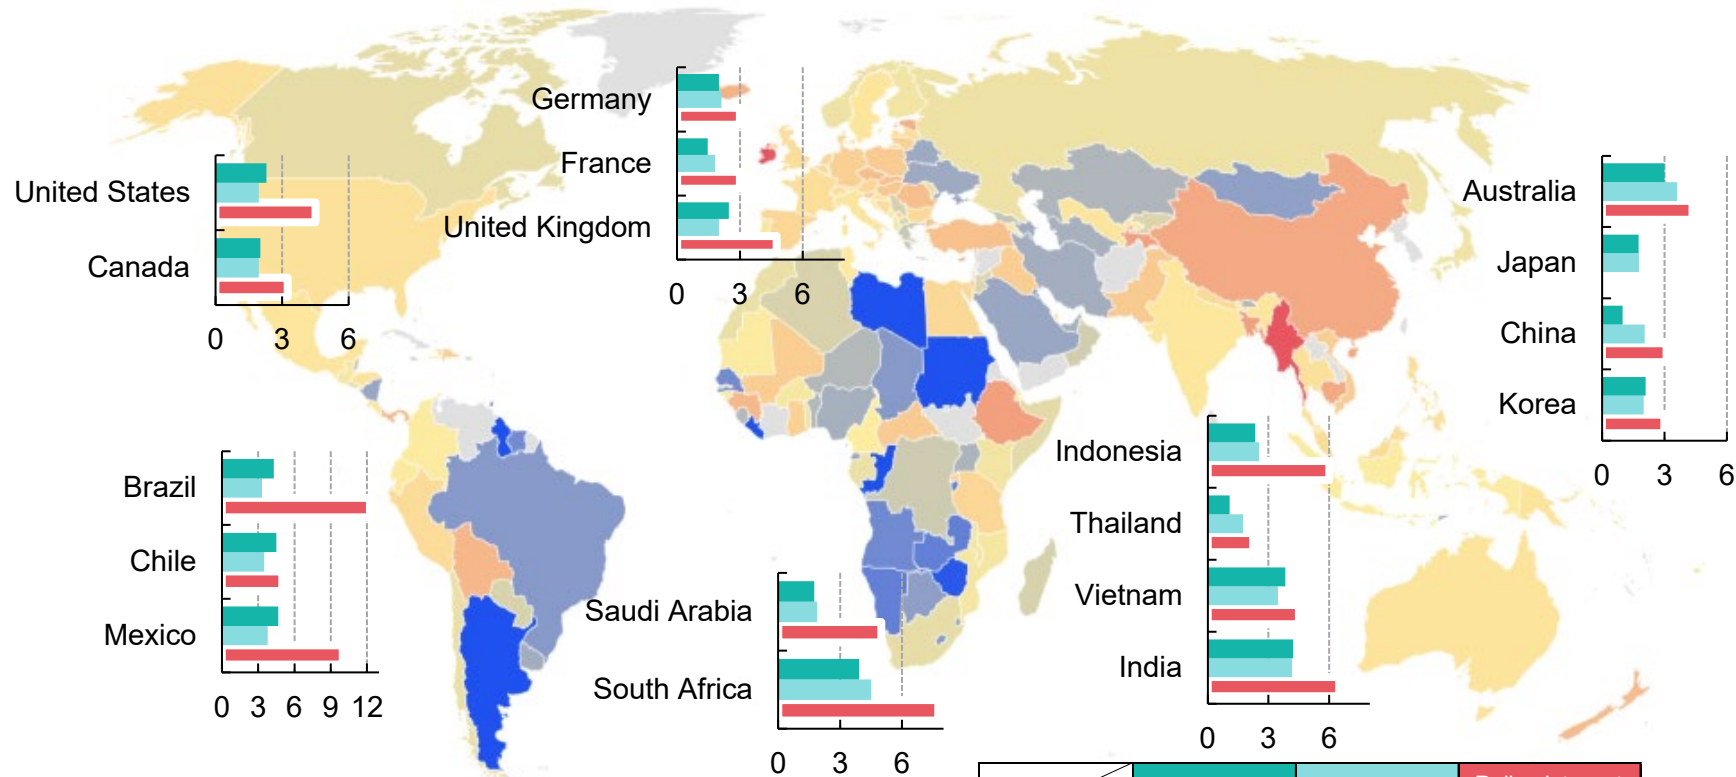 Germany
France
United Kingdom
0 3 6
United States
Canada
0 3 6
Australia
Japan
China
Korea
0 3 6
Brazil
Chile
Mexico
0 3 6 9 12
Saudi Arabia
South Africa
0 3 6
Indonesia
Thailand
Vietnam
India
0 3 6